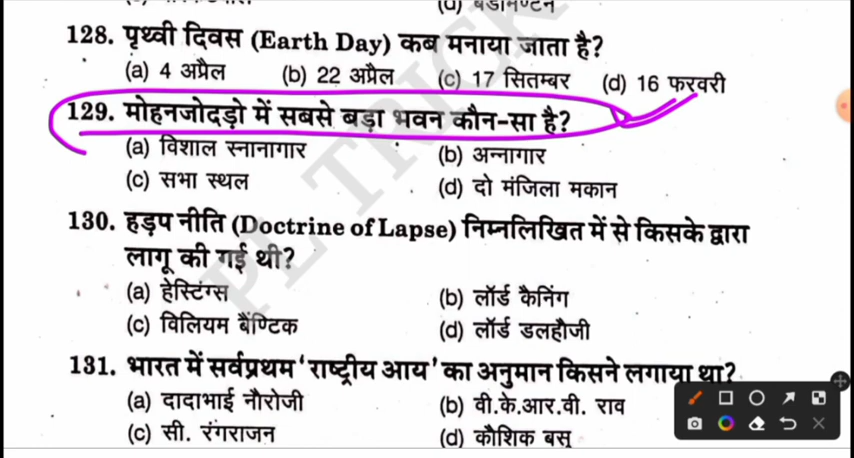 128. पृथ्वी दिवस (Earth Day) कब मनाया जाता है?
(a) 4 अप्रैल (b) 22 अप्रैल (c) 17 सितम्बर (d) 16 फरवरी
129. मोहनजोदड़ो में सबसे बड़ा भवन कौन-सा है?
(a) विशाल स्नानागार (b) अन्नागार
(c) सभा स्थल (d) दो मंजिला मकान
130. हड़प नीति (Doctrine of Lapse) निम्नलिखित में से किसके द्वारा
लागू की गई थी?
(a) हेस्टिंग्स (b) लॉर्ड कैनिंग
(c) विलियम बैण्टिक (d) लॉर्ड डलहौजी
131. भारत में सर्वप्रथम 'राष्ट्रीय आय' का अनुमान किसने लगाया था?
(a) दादाभाई नौरोजी (b) वी.के.आर.वी. राव
(c) सी. रंगराजन (d) कौशिक बसु